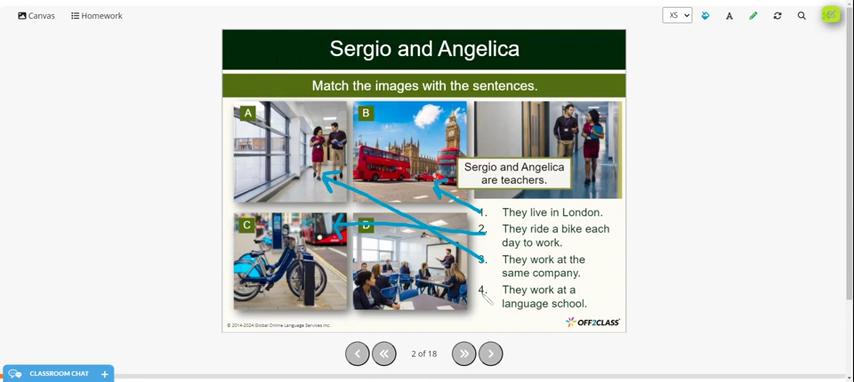 Canvas
Homework
XS
A
Sergio and Angelica
Match the images with the sentences.
A
B
Sergio and Angelica
are teachers.
C
D
1. They live in London.
2. They ride a bike each
day to work.
3. They work at the
same company.
4. They work at a
language school.
© 2014-2024 Global Online Language Services Inc.
OFF2CLASS
2 of 18
CLASSROOM CHAT +